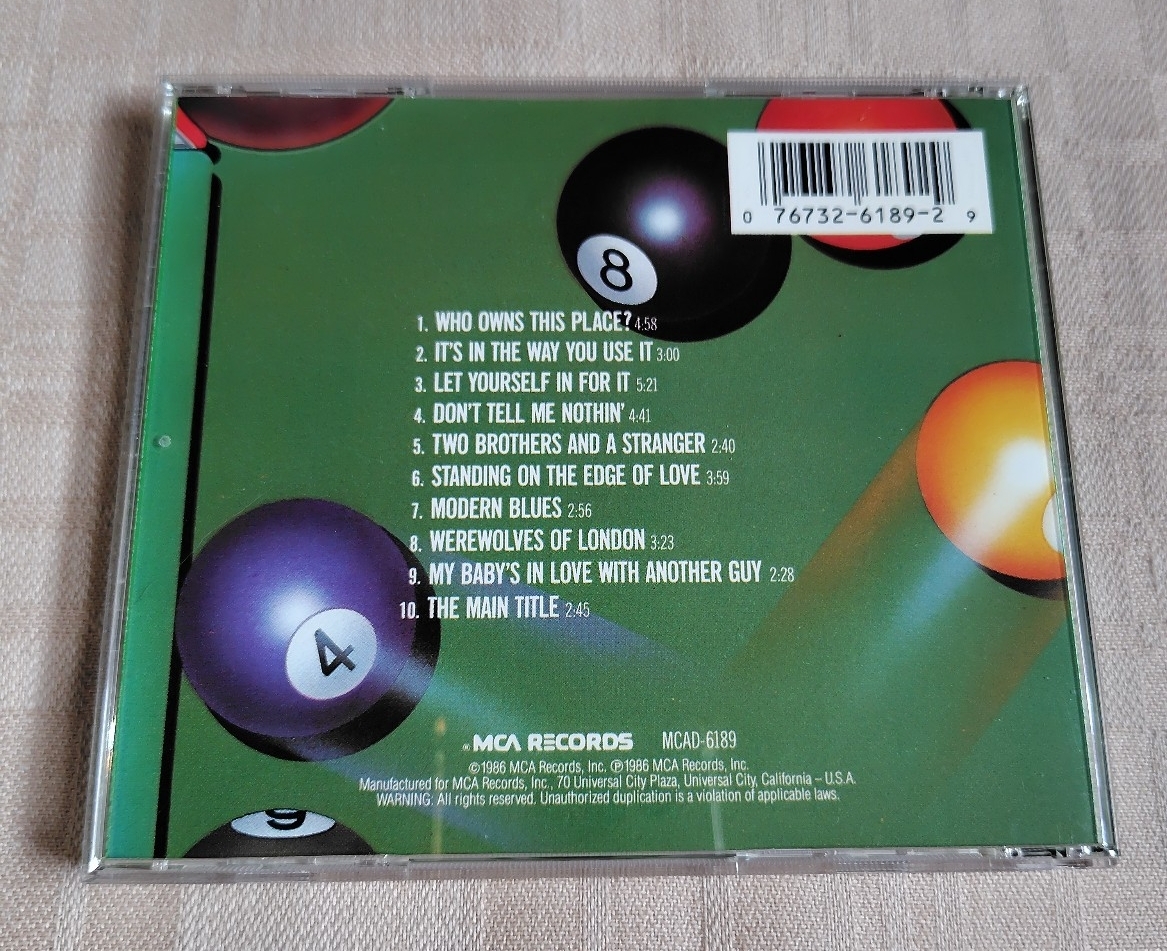 0 76732-6189-2 9
8
1. WHO OWNS THIS PLACE? 4:58
2. IT'S IN THE WAY YOU USE IT 3:00
3. LET YOURSELF IN FOR IT 5:21
4. DON'T TELL ME NOTHIN' 4:41
5. TWO BROTHERS AND A STRANGER 2:40
6. STANDING ON THE EDGE OF LOVE 3:59
7. MODERN BLUES 2:56
8. WEREWOLVES OF LONDON 3:23
9. MY BABY'S IN LOVE WITH ANOTHER GUY 2:28
10. THE MAIN TITLE 2:45
4
MCA RECORDS MCAD-6189
©1986 MCA Records, Inc. ℗1986 MCA Records, Inc.
Manufactured for MCA Records, Inc., 70 Universal City Plaza, Universal City, California – U.S.A.
WARNING: All rights reserved. Unauthorized duplication is a violation of applicable laws.
9